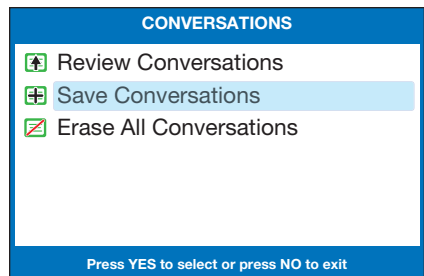 CONVERSATIONS
Review Conversations
Save Conversations
Erase All Conversations
Press YES to select or press NO to exit